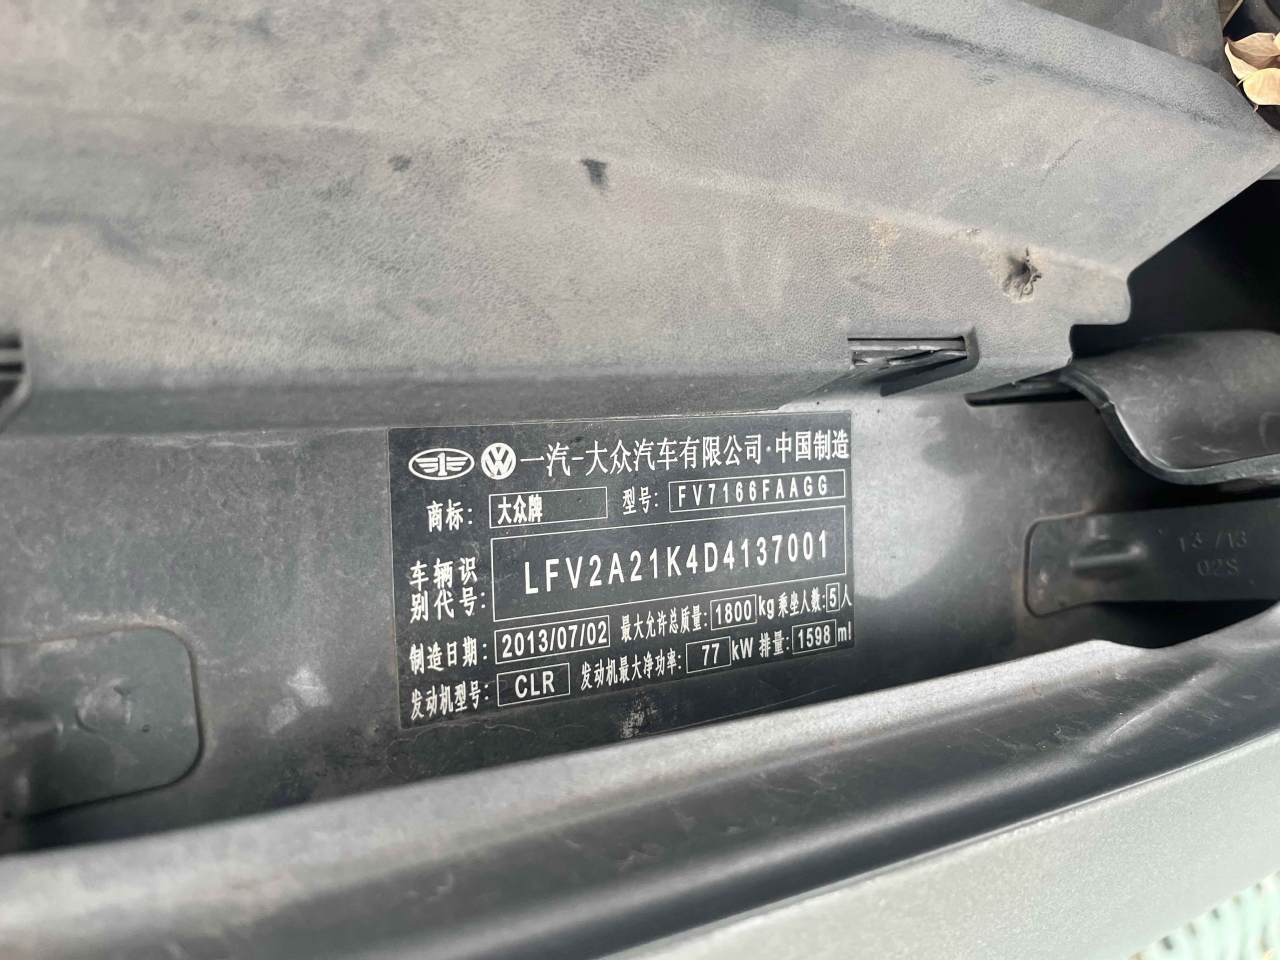 一汽-大众汽车有限公司·中国制造
商标: 大众牌 型号: FV7166FAAGG
车辆识别代号: LFV2A21K4D4137001
制造日期: 2013/07/02 最大允许总质量: 1800 kg 乘坐人数: 5 人
发动机型号: CLR 发动机最大净功率: 77 kW 排量: 1598 ml
13/13
02S